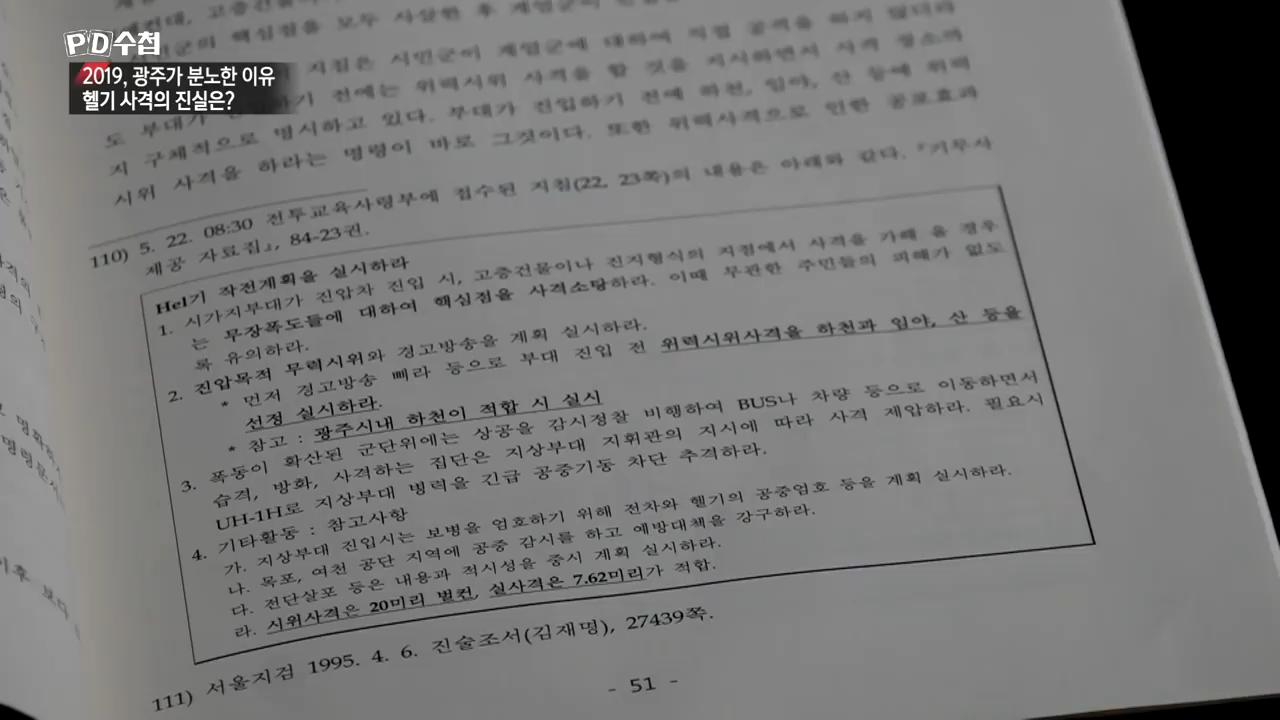 PD수첩
2019, 광주가 분노한 이유
헬기 사격의 진실은?
지 구체적으로 명시하고 있다. 부대가 진입하기 전에 하천, 임야, 산 등에 위력
시위 사격을 하라는 명령이 바로 그것이다. 또한 위력사격으로 인한 공포효과
110) 5. 22. 08:30 전투교육사령부에 접수된 지침(22, 23쪽)의 내용은 아래와 같다. 『기무사
제공 자료집』, 84-23권.
Hel기 작전계획을 실시하라
1. 시가지부대가 진압차 진입 시, 고층건물이나 진지형식의 지점에서 사격을 가해 올 경우
는 무장폭도들에 대하여 핵심점을 사격소탕하라. 이때 무관한 주민들의 피해가 없도
록 유의하라.
2. 진압목적 무력시위와 경고방송을 계획 실시하라.
* 먼저 경고방송 삐라 등으로 부대 진입 전 위력시위사격을 하천과 임야, 산 등을
선정 실시하라.
* 참고 : 광주시내 하천이 적합 시 실시
3. 폭동이 확산된 군단위에는 상공을 감시정찰 비행하여 BUS나 차량 등으로 이동하면서
습격, 방화, 사격하는 집단은 지상부대 지휘관의 지시에 따라 사격 제압하라. 필요시
UH-1H로 지상부대 병력을 긴급 공중기동 차단 추격하라.
4. 기타활동 : 참고사항
가. 지상부대 진입시는 보병을 엄호하기 위해 전차와 헬기의 공중엄호 등을 계획 실시하라.
나. 목포, 여천 공단 지역에 공중 감시를 하고 예방대책을 강구하라.
다. 전단살포 등은 내용과 적시성을 중시 계획 실시하라.
라. 시위사격은 20미리 벌컨, 실사격은 7.62미리가 적합.
111) 서울지검 1995. 4. 6. 진술조서(김재명), 27439쪽.
- 51 -